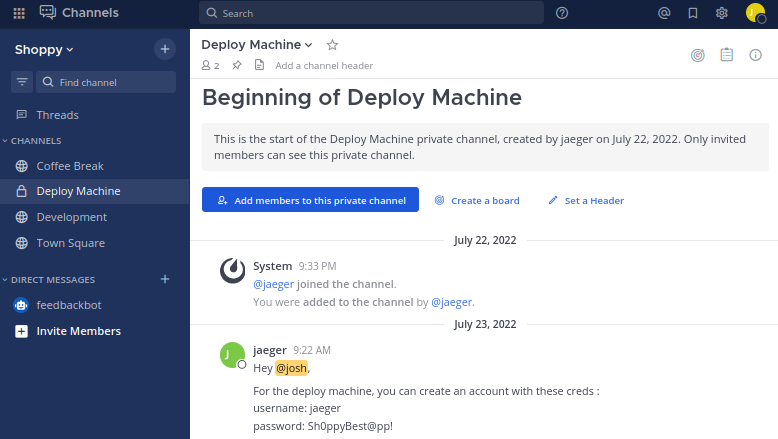 Channels
Search
J
Shoppy
Find channel
Threads
CHANNELS
Coffee Break
Deploy Machine
Development
Town Square
DIRECT MESSAGES
feedbackbot
Invite Members
Deploy Machine
2
Add a channel header
Beginning of Deploy Machine
This is the start of the Deploy Machine private channel, created by jaeger on July 22, 2022. Only invited
members can see this private channel.
Add members to this private channel
Create a board
Set a Header
July 22, 2022
System 9:33 PM
@jaeger joined the channel.
You were added to the channel by @jaeger.
July 23, 2022
J
jaeger 9:22 AM
Hey @josh,
For the deploy machine, you can create an account with these creds :
username: jaeger
password: Sh0ppyBest@pp!